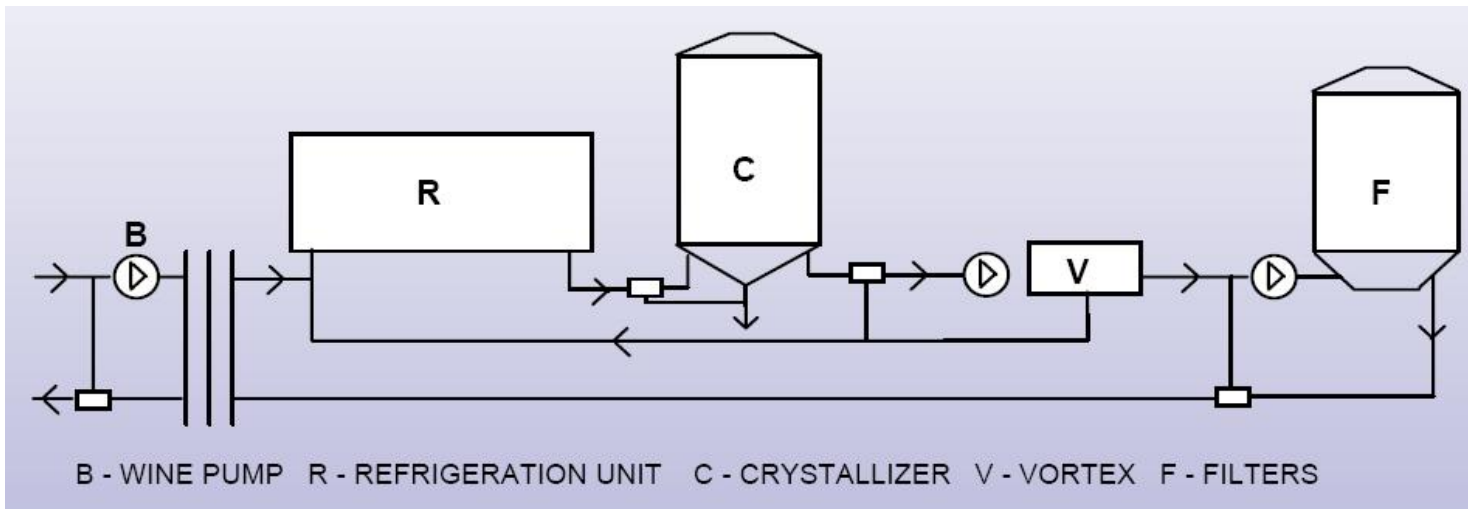 C
R
F
B
V
B - WINE PUMP R - REFRIGERATION UNIT C - CRYSTALLIZER V - VORTEX F - FILTERS